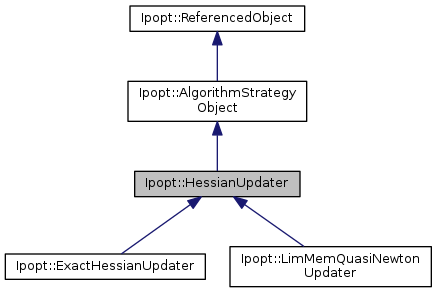 Ipopt::ReferencedObject
Ipopt::AlgorithmStrategy
Object
Ipopt::HessianUpdater
Ipopt::ExactHessianUpdater
Ipopt::LimMemQuasiNewton
Updater